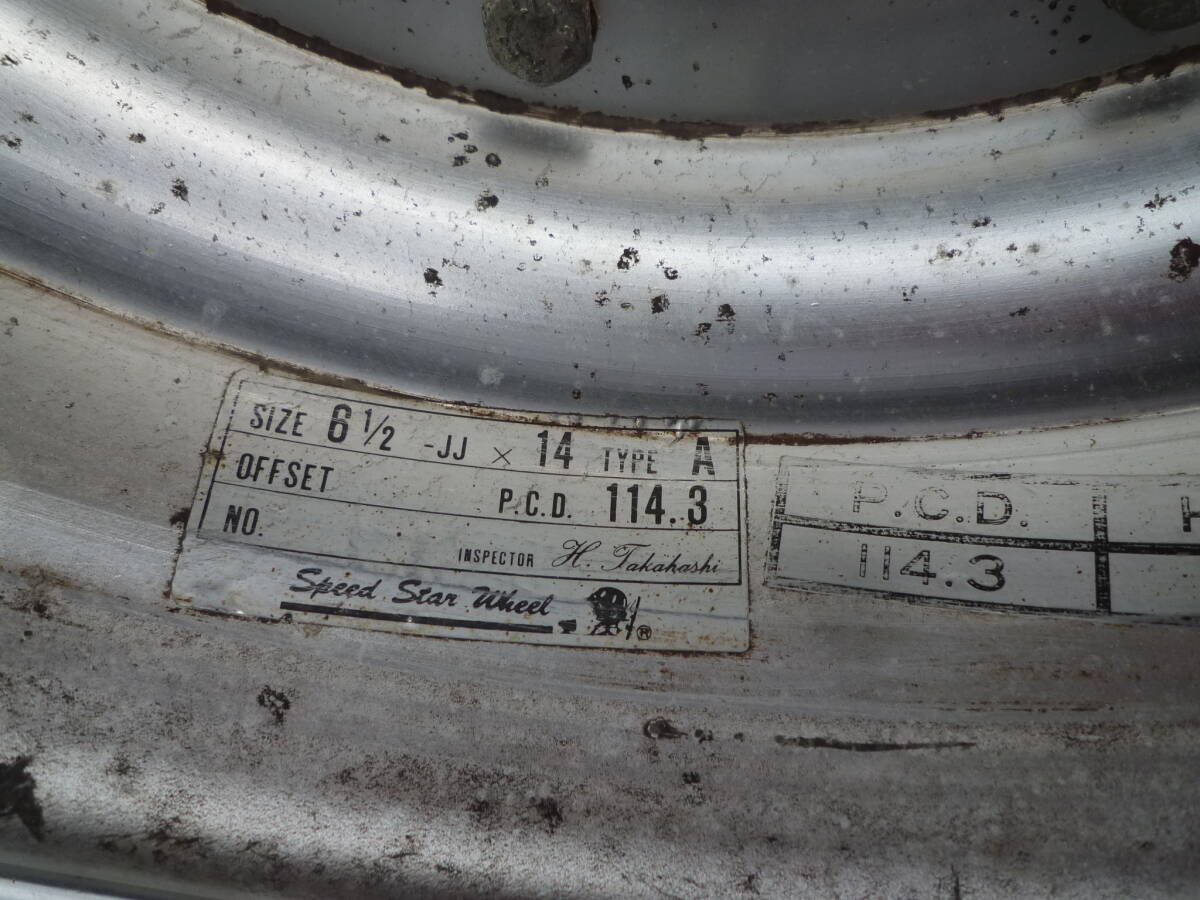 SIZE 6 1/2 -JJ × 14 TYPE A
OFFSET P.C.D. 114.3
NO.
INSPECTOR H. Takahashi
Speed Star Wheel ®
P.C.D. H
114.3